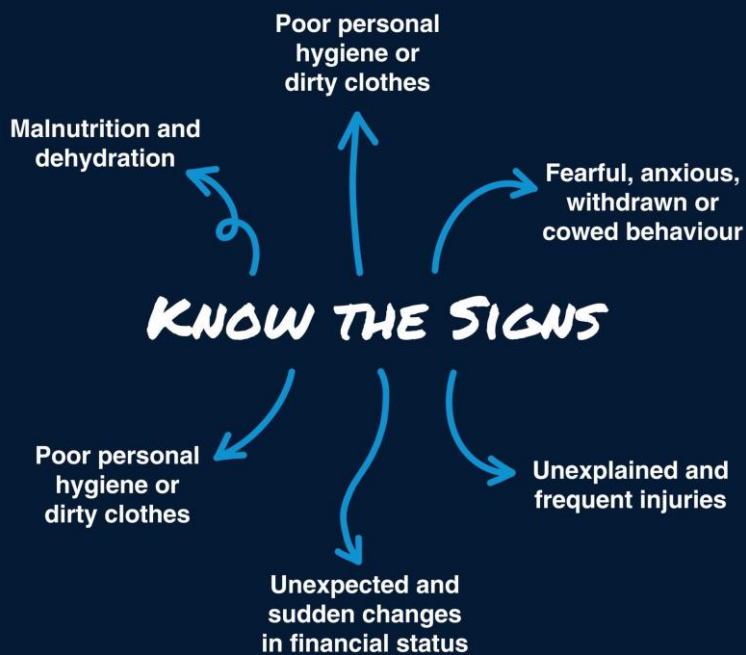 Poor personal
hygiene or
dirty clothes
Malnutrition and
dehydration
Fearful, anxious,
withdrawn or
cowed behaviour
KNOW THE SIGNS
Poor personal
hygiene or
dirty clothes
Unexplained and
frequent injuries
Unexpected and
sudden changes
in financial status